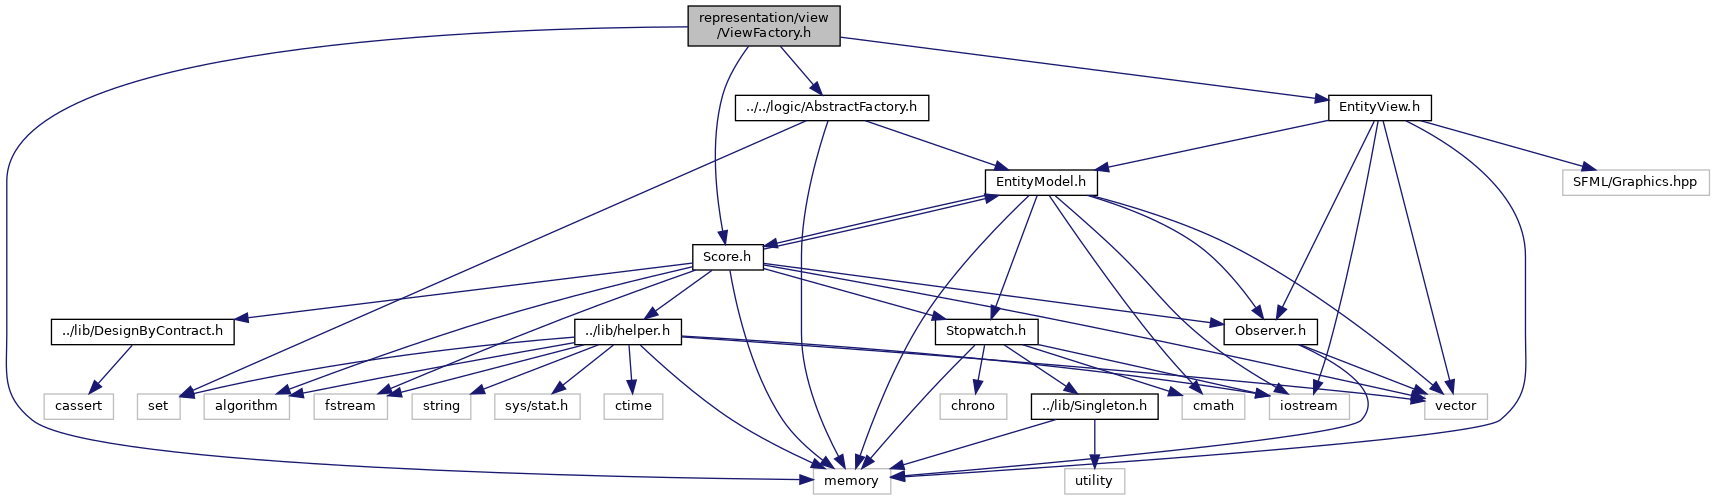 representation/view
/ViewFactory.h
../../logic/AbstractFactory.h
EntityView.h
EntityModel.h
SFML/Graphics.hpp
Score.h
../lib/DesignByContract.h
../lib/helper.h
Stopwatch.h
Observer.h
cassert
set
algorithm
fstream
string
sys/stat.h
ctime
chrono
../lib/Singleton.h
cmath
iostream
vector
memory
utility